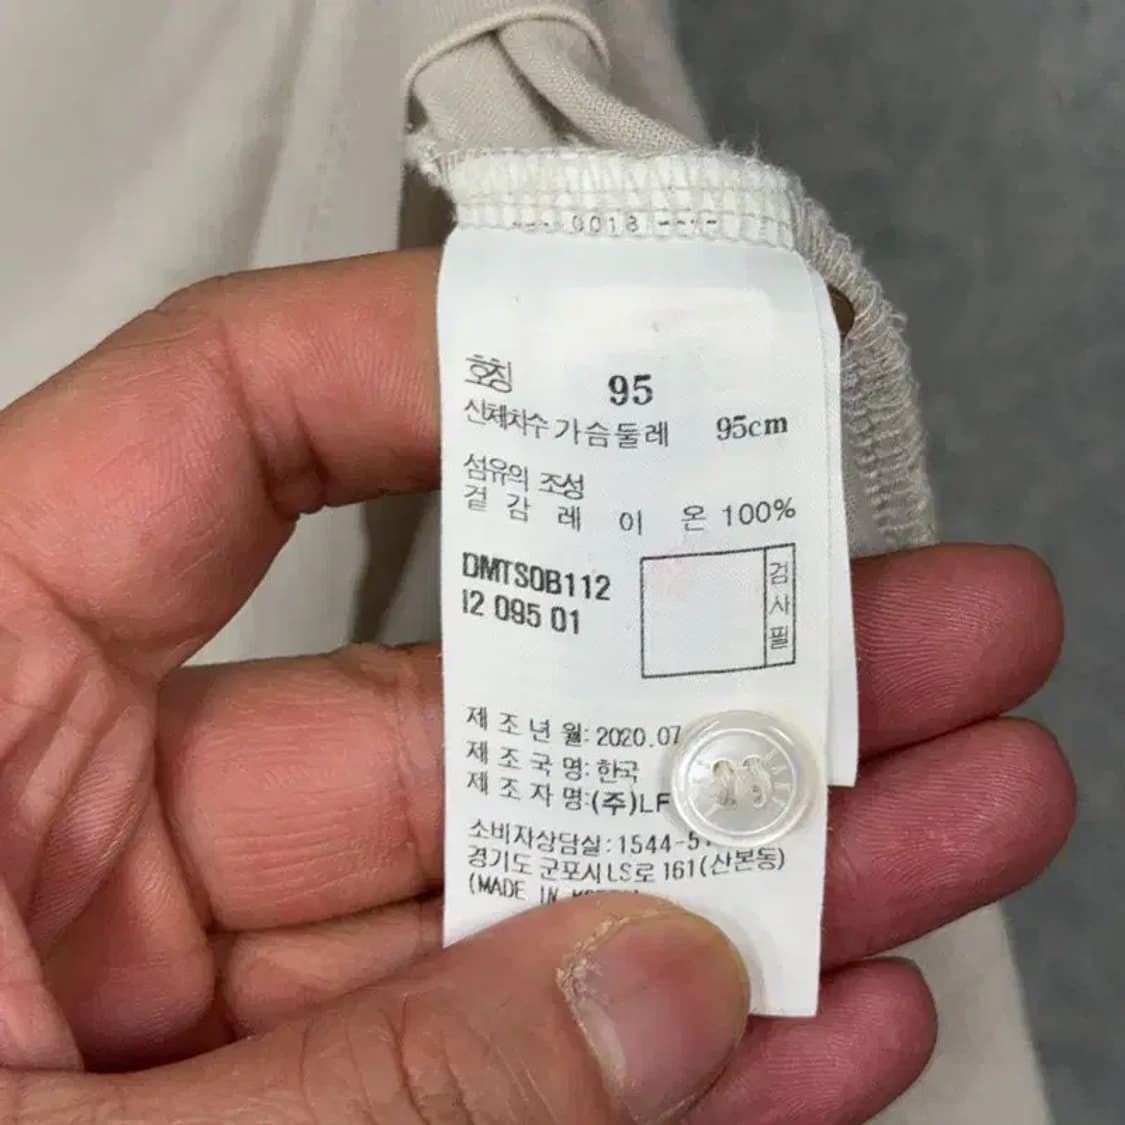 0018
호칭 95
신체치수 가슴둘레 95cm
섬유의 조성
겉감 레이온 100%
DMTS0B112
I2 095 01
검사필
제조년월: 2020.07
제조국명: 한국
제조자명:(주)LF
소비자상담실: 1544-5
경기도 군포시 LS로 161(산본동)
(MADE IN KOREA